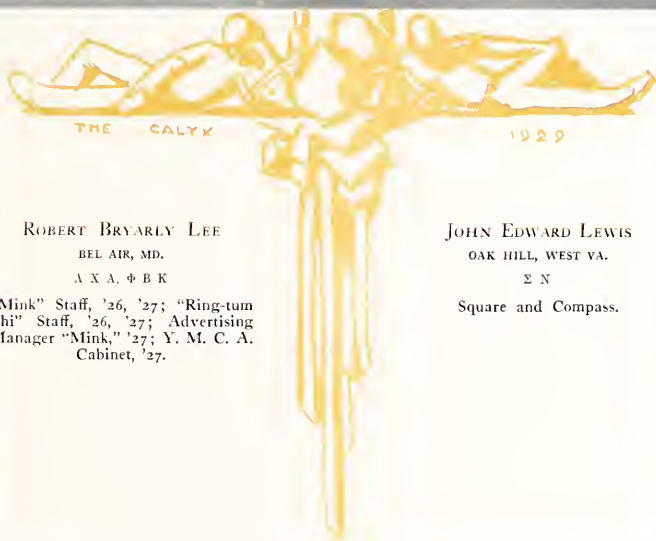 THE CALYX
1929
ROBERT BRYARLY LEE
BEL AIR, MD.
Λ Χ Α, Φ Β Κ
Mink" Staff, '26, '27; "Ring-tum
hi" Staff, '26, '27; Advertising
Manager "Mink," '27; Y. M. C. A.
Cabinet, '27.
JOHN EDWARD LEWIS
OAK HILL, WEST VA.
Σ Ν
Square and Compass.